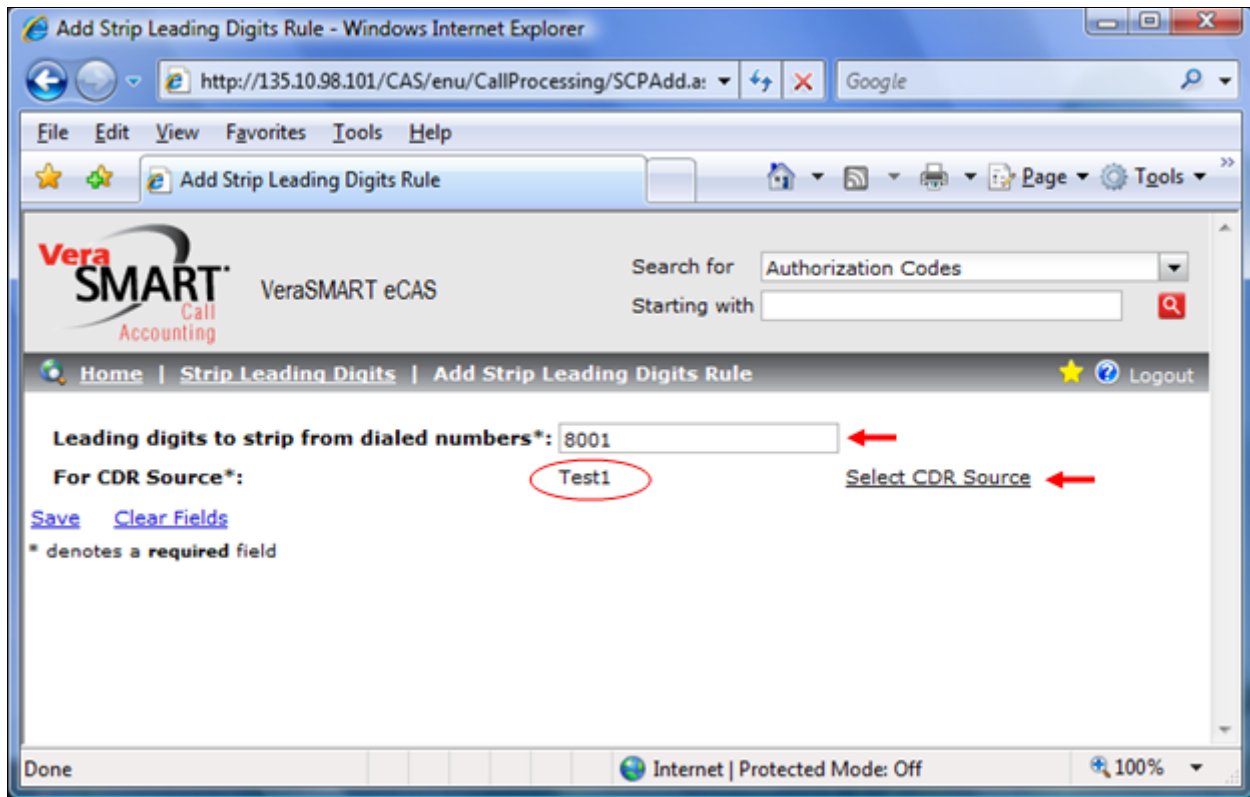 Add Strip Leading Digits Rule - Windows Internet Explorer
http://135.10.98.101/CAS/enu/CallProcessing/SCPAdd.a: Google
File Edit View Favorites Tools Help
Add Strip Leading Digits Rule Page Tools »
Vera
SMART
Call
Accounting
VeraSMART eCAS
Search for Authorization Codes
Starting with
Home | Strip Leading Digits | Add Strip Leading Digits Rule Logout
Leading digits to strip from dialed numbers*: 8001
For CDR Source*: Test1 Select CDR Source
Save Clear Fields
* denotes a required field
Done Internet | Protected Mode: Off 100%